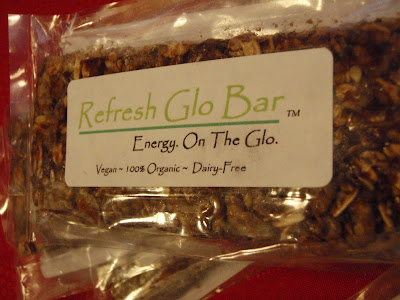 Refresh Glo Bar ™
Energy. On The Glo.
Vegan ~ 100% Organic ~ Dairy-Free